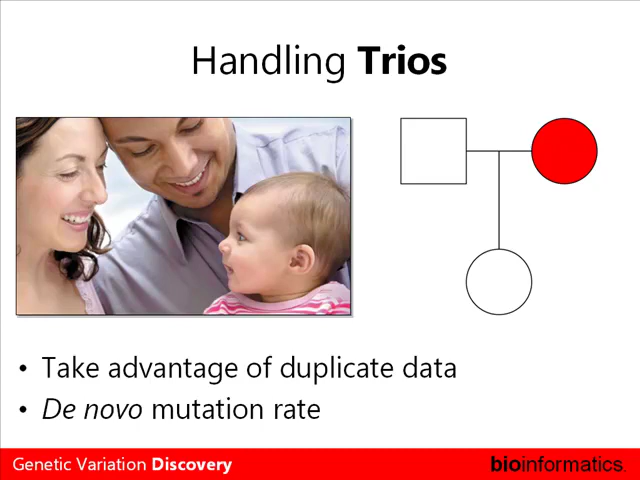 Handling Trios
• Take advantage of duplicate data
• De novo mutation rate
Genetic Variation Discovery
bioinformatics.